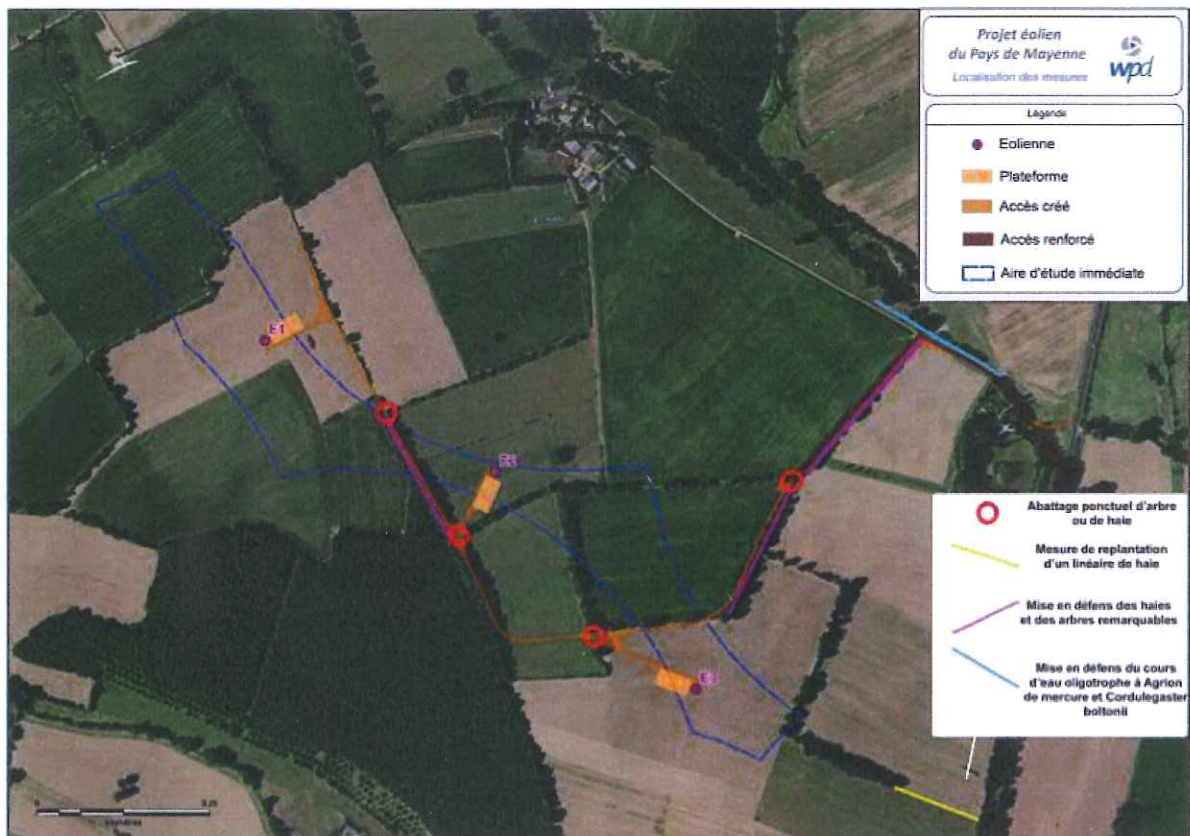 Projet éolien
du Pays de Mayenne
Localisation des mesures
wpd
Légende
Eolienne
Plateforme
Accès créé
Accès renforcé
Aire d'étude immédiate
E1
Abattage ponctuel d'arbre
ou de haie
Mesure de replantation
d'un linéaire de haie
Mise en défens des haies
et des arbres remarquables
Mise en défens du cours
d'eau oligotrophe à Agrion
de mercure et Cordulegaster
boltonii
0